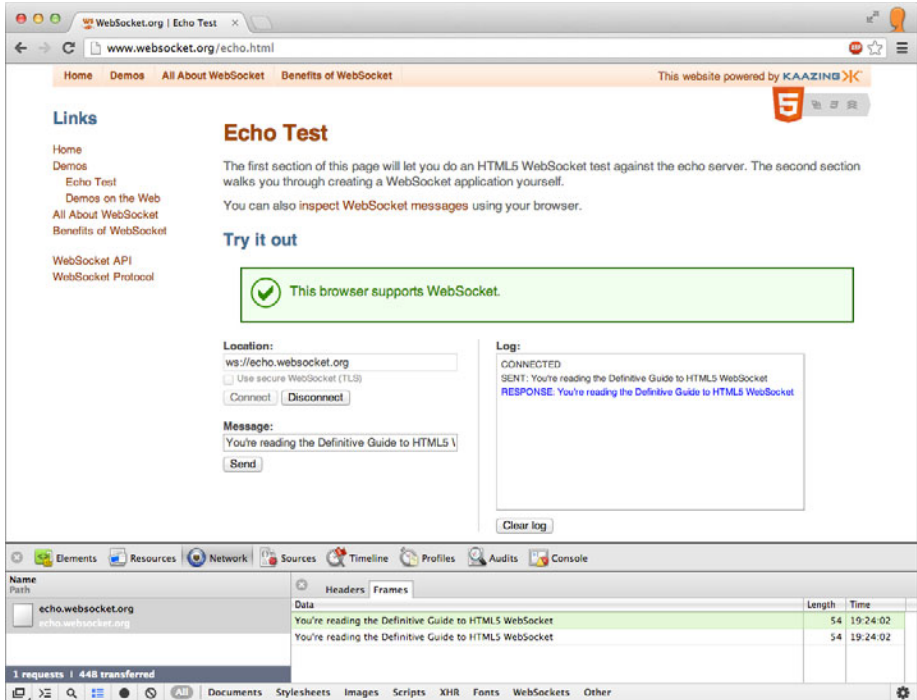 WebSocket.org | Echo Test
www.websocket.org/echo.html
ABP
Home Demos All About WebSocket Benefits of WebSocket
This website powered by KAAZING
5
Links
Home
Demos
Echo Test
Demos on the Web
All About WebSocket
Benefits of WebSocket
WebSocket API
WebSocket Protocol
Echo Test
The first section of this page will let you do an HTML5 WebSocket test against the echo server. The second section
walks you through creating a WebSocket application yourself.
You can also inspect WebSocket messages using your browser.
Try it out
This browser supports WebSocket.
Location:
ws://echo.websocket.org
Use secure WebSocket (TLS)
Connect Disconnect
Message:
You're reading the Definitive Guide to HTML5 W
Send
Log:
CONNECTED
SENT: You're reading the Definitive Guide to HTML5 WebSocket
RESPONSE: You're reading the Definitive Guide to HTML5 WebSocket
Clear log
Elements Resources Network Sources Timeline Profiles Audits Console
Name
Path
echo.websocket.org
echo.websocket.org
Headers Frames
Data Length Time
You're reading the Definitive Guide to HTML5 WebSocket 54 19:24:02
You're reading the Definitive Guide to HTML5 WebSocket 54 19:24:02
1 requests | 448 transferred
All Documents Stylesheets Images Scripts XHR Fonts WebSockets Other